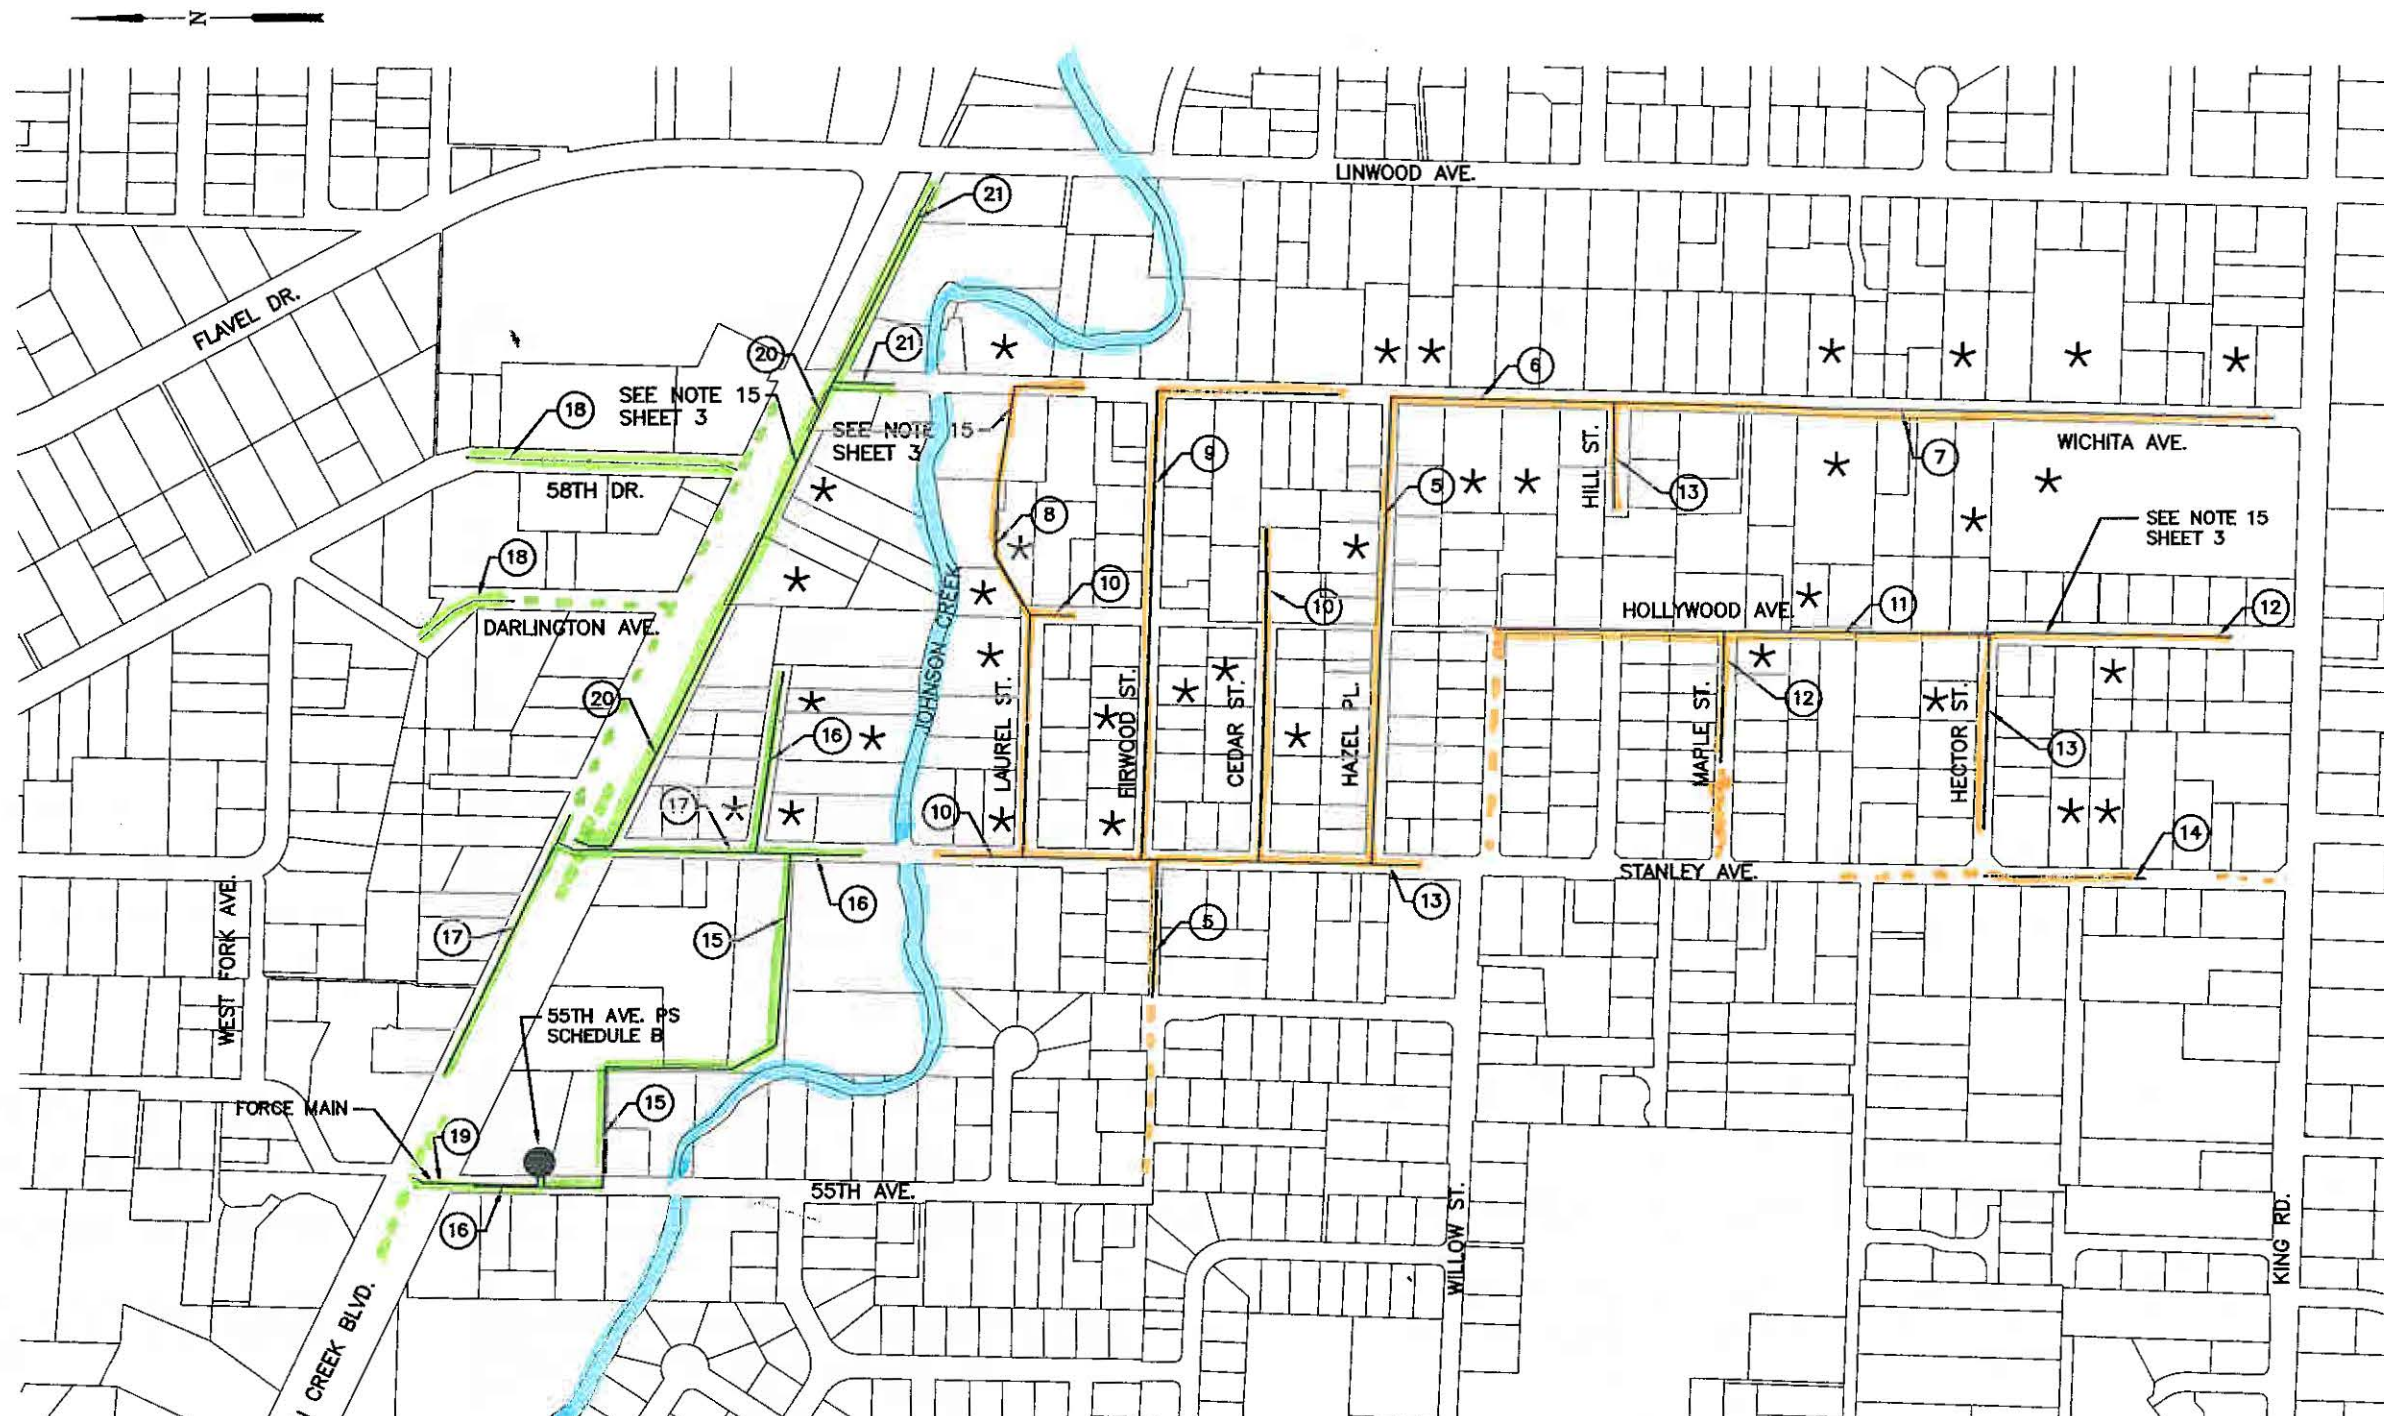 N
LINWOOD AVE.
21
FLAVEL DR.
20
21
6
18
SEE NOTE 15
SHEET 3
SEE NOTE 15
SHEET 3
9
7
WICHITA AVE.
HILL ST.
58TH DR.
5
13
8
SEE NOTE 15
SHEET 3
18
10
10
HOLLYWOOD AVE.
11
12
DARLINGTON AVE.
JOHNSON CREEK
20
16
LAUREL ST.
FIRWOOD ST.
CEDAR ST.
HAZEL PL.
MAPLE ST.
12
HECTOR ST.
13
17
10
14
STANLEY AVE.
WEST FORK AVE.
17
15
16
5
13
55TH AVE. PS
SCHEDULE B
FORCE MAIN
19
15
55TH AVE.
16
WILLOW ST.
KING RD.
CREEK BLVD.